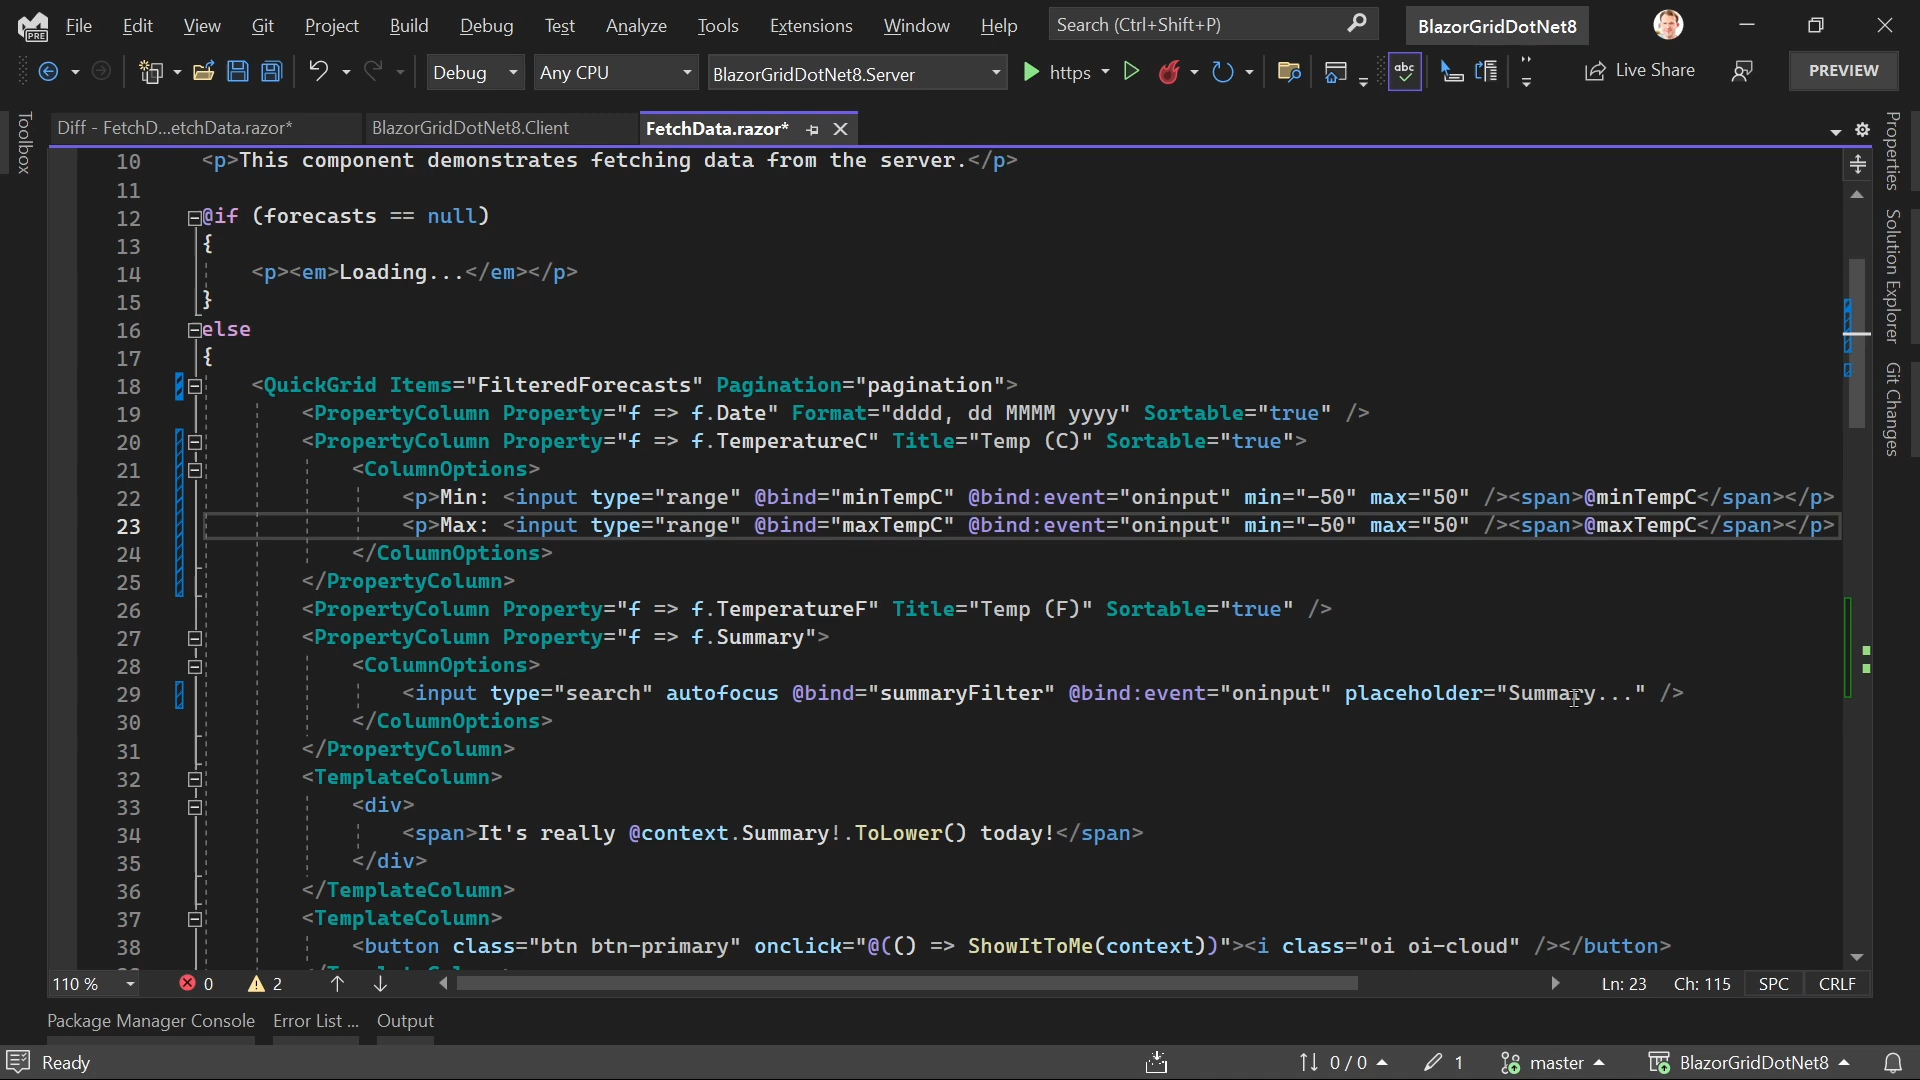 PRE File Edit View Git Project Build Debug Test Analyze Tools Extensions Window Help Search (Ctrl+Shift+P) BlazorGridDotNet8
Debug Any CPU BlazorGridDotNet8.Server https abc Live Share PREVIEW
Toolbox
Diff - FetchD...etchData.razor* BlazorGridDotNet8.Client FetchData.razor*
Properties
Solution Explorer
Git Changes
10 <p>This component demonstrates fetching data from the server.</p>
11
12 @if (forecasts == null)
13 {
14 <p><em>Loading...</em></p>
15 }
16 else
17 {
18 <QuickGrid Items="FilteredForecasts" Pagination="pagination">
19 <PropertyColumn Property="f => f.Date" Format="dddd, dd MMMM yyyy" Sortable="true" />
20 <PropertyColumn Property="f => f.TemperatureC" Title="Temp (C)" Sortable="true">
21 <ColumnOptions>
22 <p>Min: <input type="range" @bind="minTempC" @bind:event="oninput" min="-50" max="50" /><span>@minTempC</span></p>
23 <p>Max: <input type="range" @bind="maxTempC" @bind:event="oninput" min="-50" max="50" /><span>@maxTempC</span></p>
24 </ColumnOptions>
25 </PropertyColumn>
26 <PropertyColumn Property="f => f.TemperatureF" Title="Temp (F)" Sortable="true" />
27 <PropertyColumn Property="f => f.Summary">
28 <ColumnOptions>
29 <input type="search" autofocus @bind="summaryFilter" @bind:event="oninput" placeholder="Summary..." />
30 </ColumnOptions>
31 </PropertyColumn>
32 <TemplateColumn>
33 <div>
34 <span>It's really @context.Summary!.ToLower() today!</span>
35 </div>
36 </TemplateColumn>
37 <TemplateColumn>
38 <button class="btn btn-primary" onclick="@(() => ShowItToMe(context))"><i class="oi oi-cloud" /></button>
110 % 0 2 Ln: 23 Ch: 115 SPC CRLF
Package Manager Console Error List ... Output
Ready 0 / 0 1 master BlazorGridDotNet8